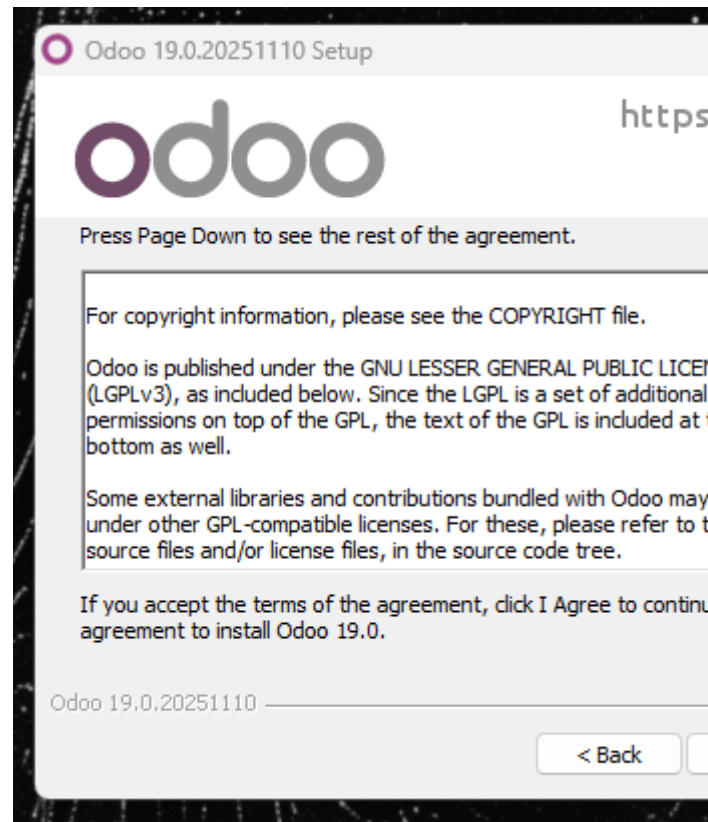 Odoo 19.0.20251110 Setup
odoo
https
Press Page Down to see the rest of the agreement.
For copyright information, please see the COPYRIGHT file.
Odoo is published under the GNU LESSER GENERAL PUBLIC
(LGPLv3), as included below. Since the LGPL is a set of additional
permissions on top of the GPL, the text of the GPL is included at
bottom as well.
Some external libraries and contributions bundled with Odoo may
under other GPL-compatible licenses. For these, please refer to
source files and/or license files, in the source code tree.
If you accept the terms of the agreement, click I Agree to
agreement to install Odoo 19.0.
Odoo 19.0.20251110
< Back